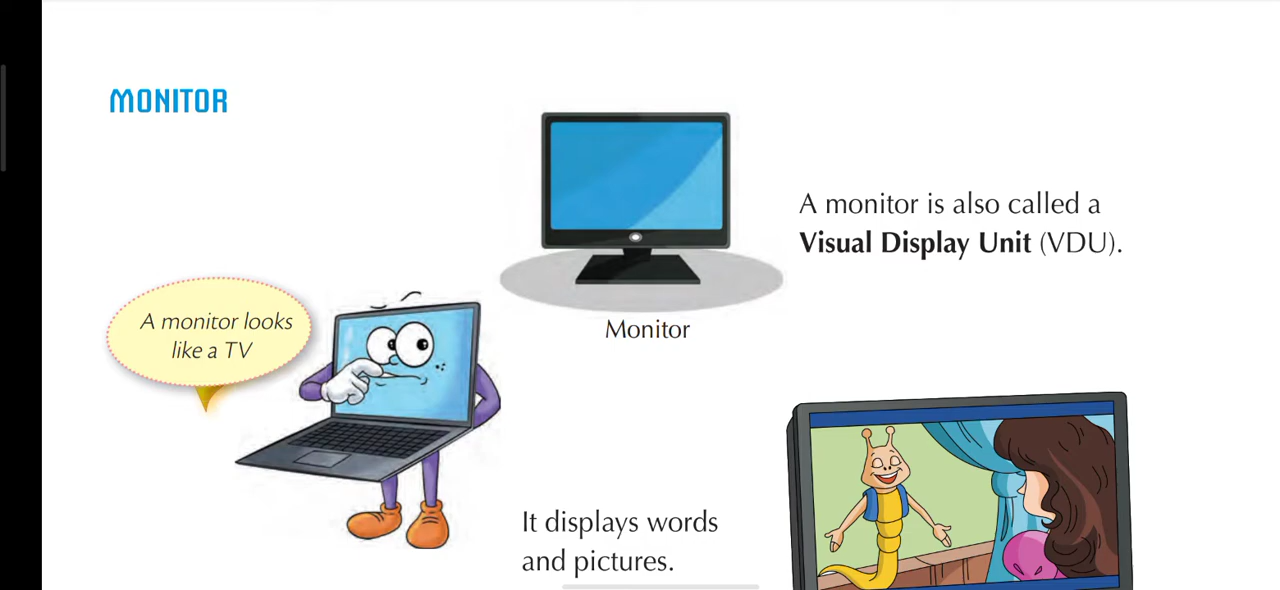 MONITOR
A monitor is also called a
Visual Display Unit (VDU).
A monitor looks
like a TV
Monitor
It displays words
and pictures.